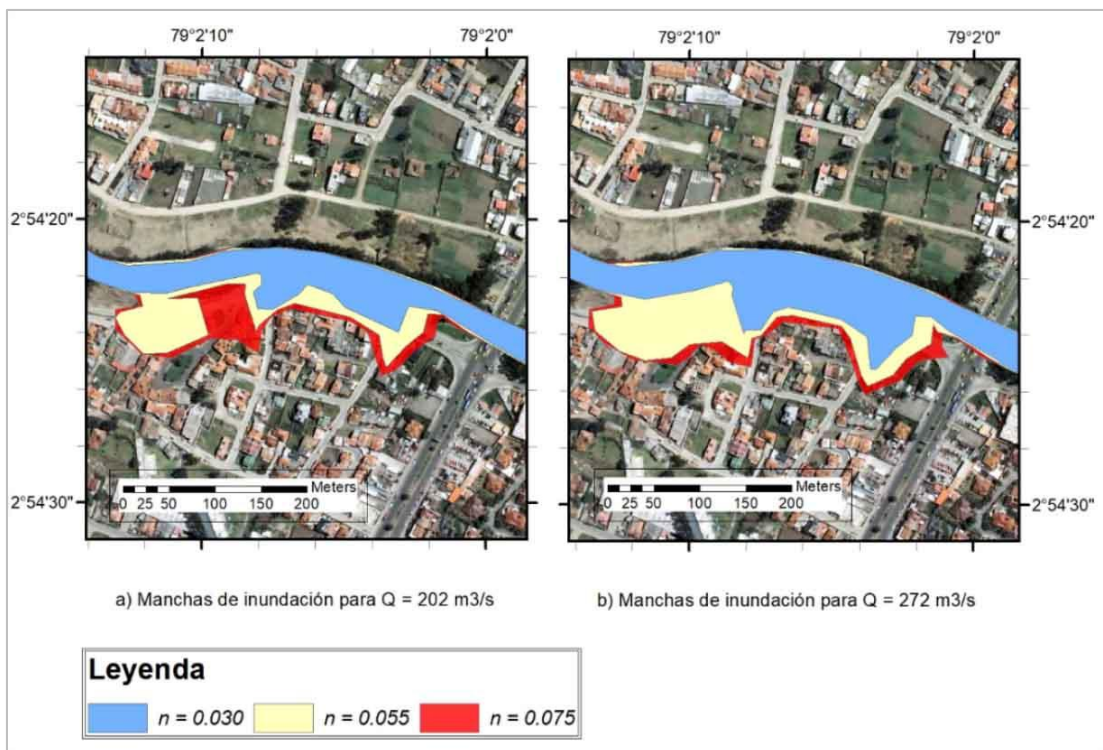 79°2'10" 79°2'0" 79°2'10" 79°2'0"
2°54'20" 2°54'20"
Meters Meters
0 25 50 100 150 200 0 25 50 100 150 200
2°54'30" 2°54'30"
a) Manchas de inundación para Q = 202 m3/s
b) Manchas de inundación para Q = 272 m3/s
Leyenda
n = 0.030 n = 0.055 n = 0.075